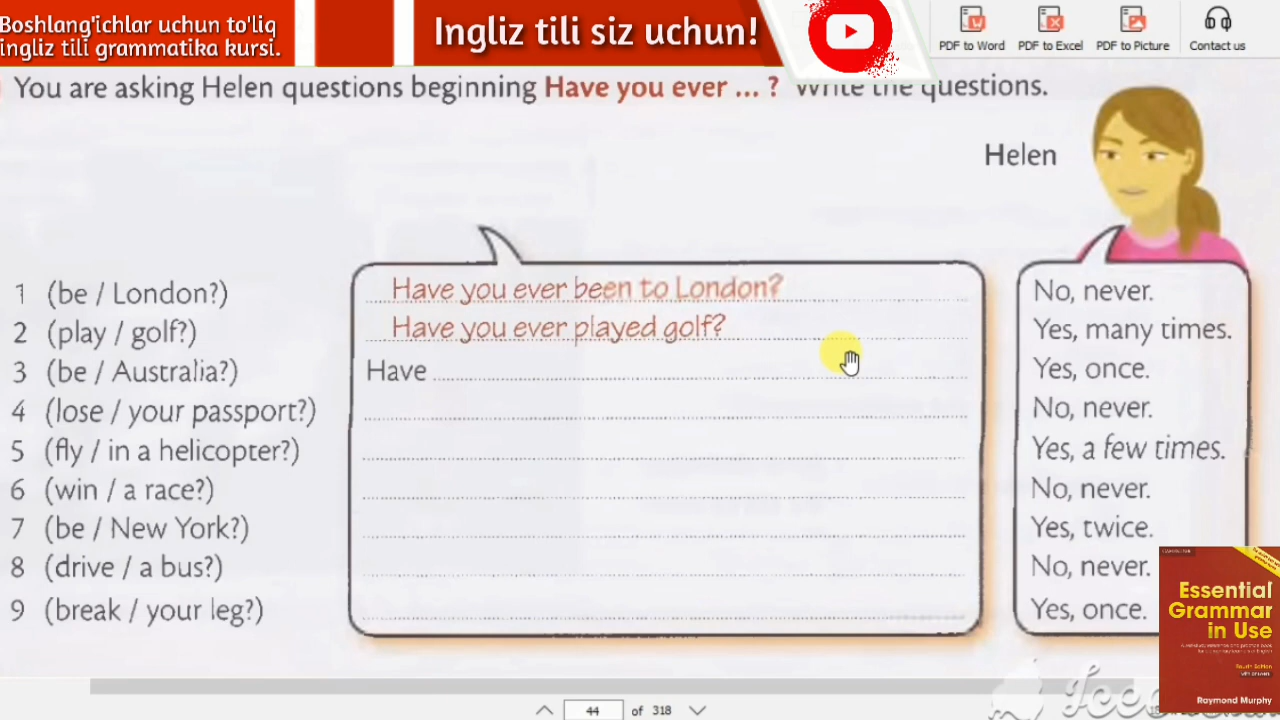 Boshlang'ichlar uchun to'liq
ingliz tili grammatika kursi.
Ingliz tili siz uchun!
PDF to Word
PDF to Excel
PDF to Picture
Contact us
You are asking Helen questions beginning Have you ever ... ? Write the questions.
Helen
1 (be / London?) Have you ever been to London? No, never.
2 (play / golf?) Have you ever played golf? Yes, many times.
3 (be / Australia?) Have Yes, once.
4 (lose / your passport?) No, never.
5 (fly / in a helicopter?) Yes, a few times.
6 (win / a race?) No, never.
7 (be / New York?) Yes, twice.
8 (drive / a bus?) No, never.
9 (break / your leg?) Yes, once.
Essential
Grammar
in Use
Fourth Edition
Raymond Murphy
44 of 318